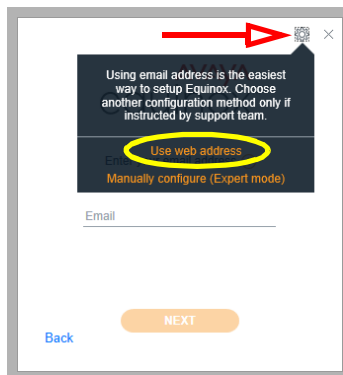 Using email address is the easiest
way to setup Equinox. Choose
another configuration method only if
instructed by support team.
Use web address
Manually configure (Expert mode)
Email
NEXT
Back